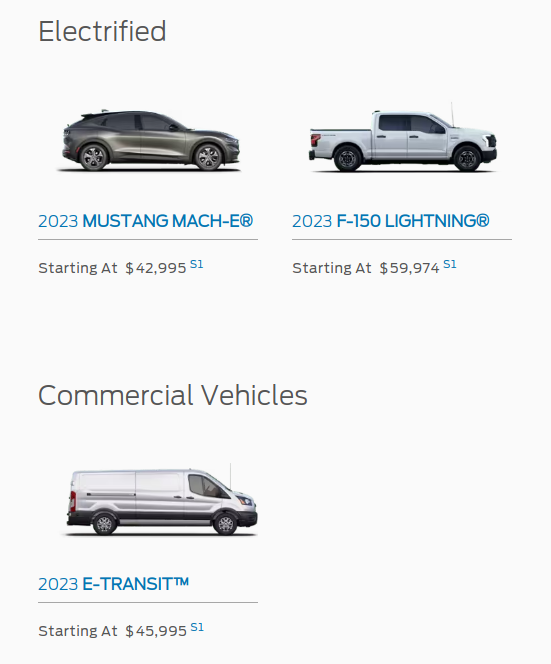 Electrified
2023 MUSTANG MACH-E®
2023 F-150 LIGHTNING®
Starting At $42,995 S1
Starting At $59,974 S1
Commercial Vehicles
2023 E-TRANSIT™
Starting At $45,995 S1